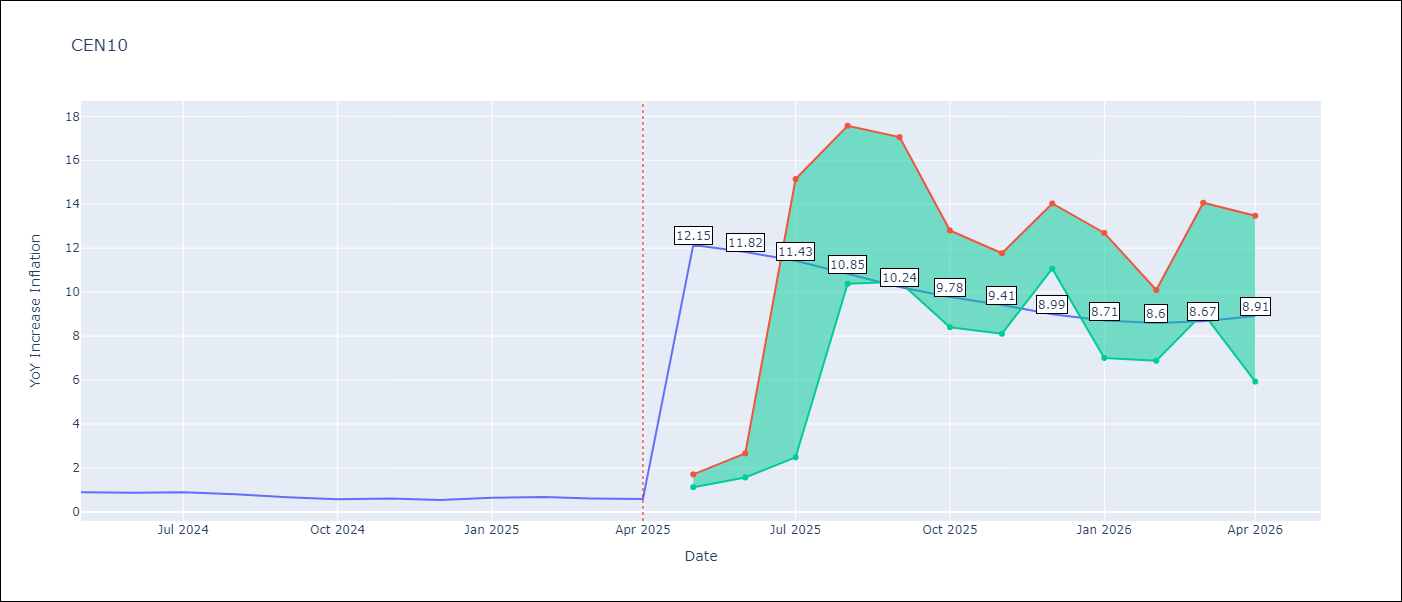 CEN10
YoY Increase Inflation
18
16
14
12
10
8
6
4
2
0
12.15
11.82
11.43
10.85
10.24
9.78
9.41
8.99
8.71
8.6
8.67
8.91
Jul 2024
Oct 2024
Jan 2025
Apr 2025
Jul 2025
Oct 2025
Jan 2026
Apr 2026
Date